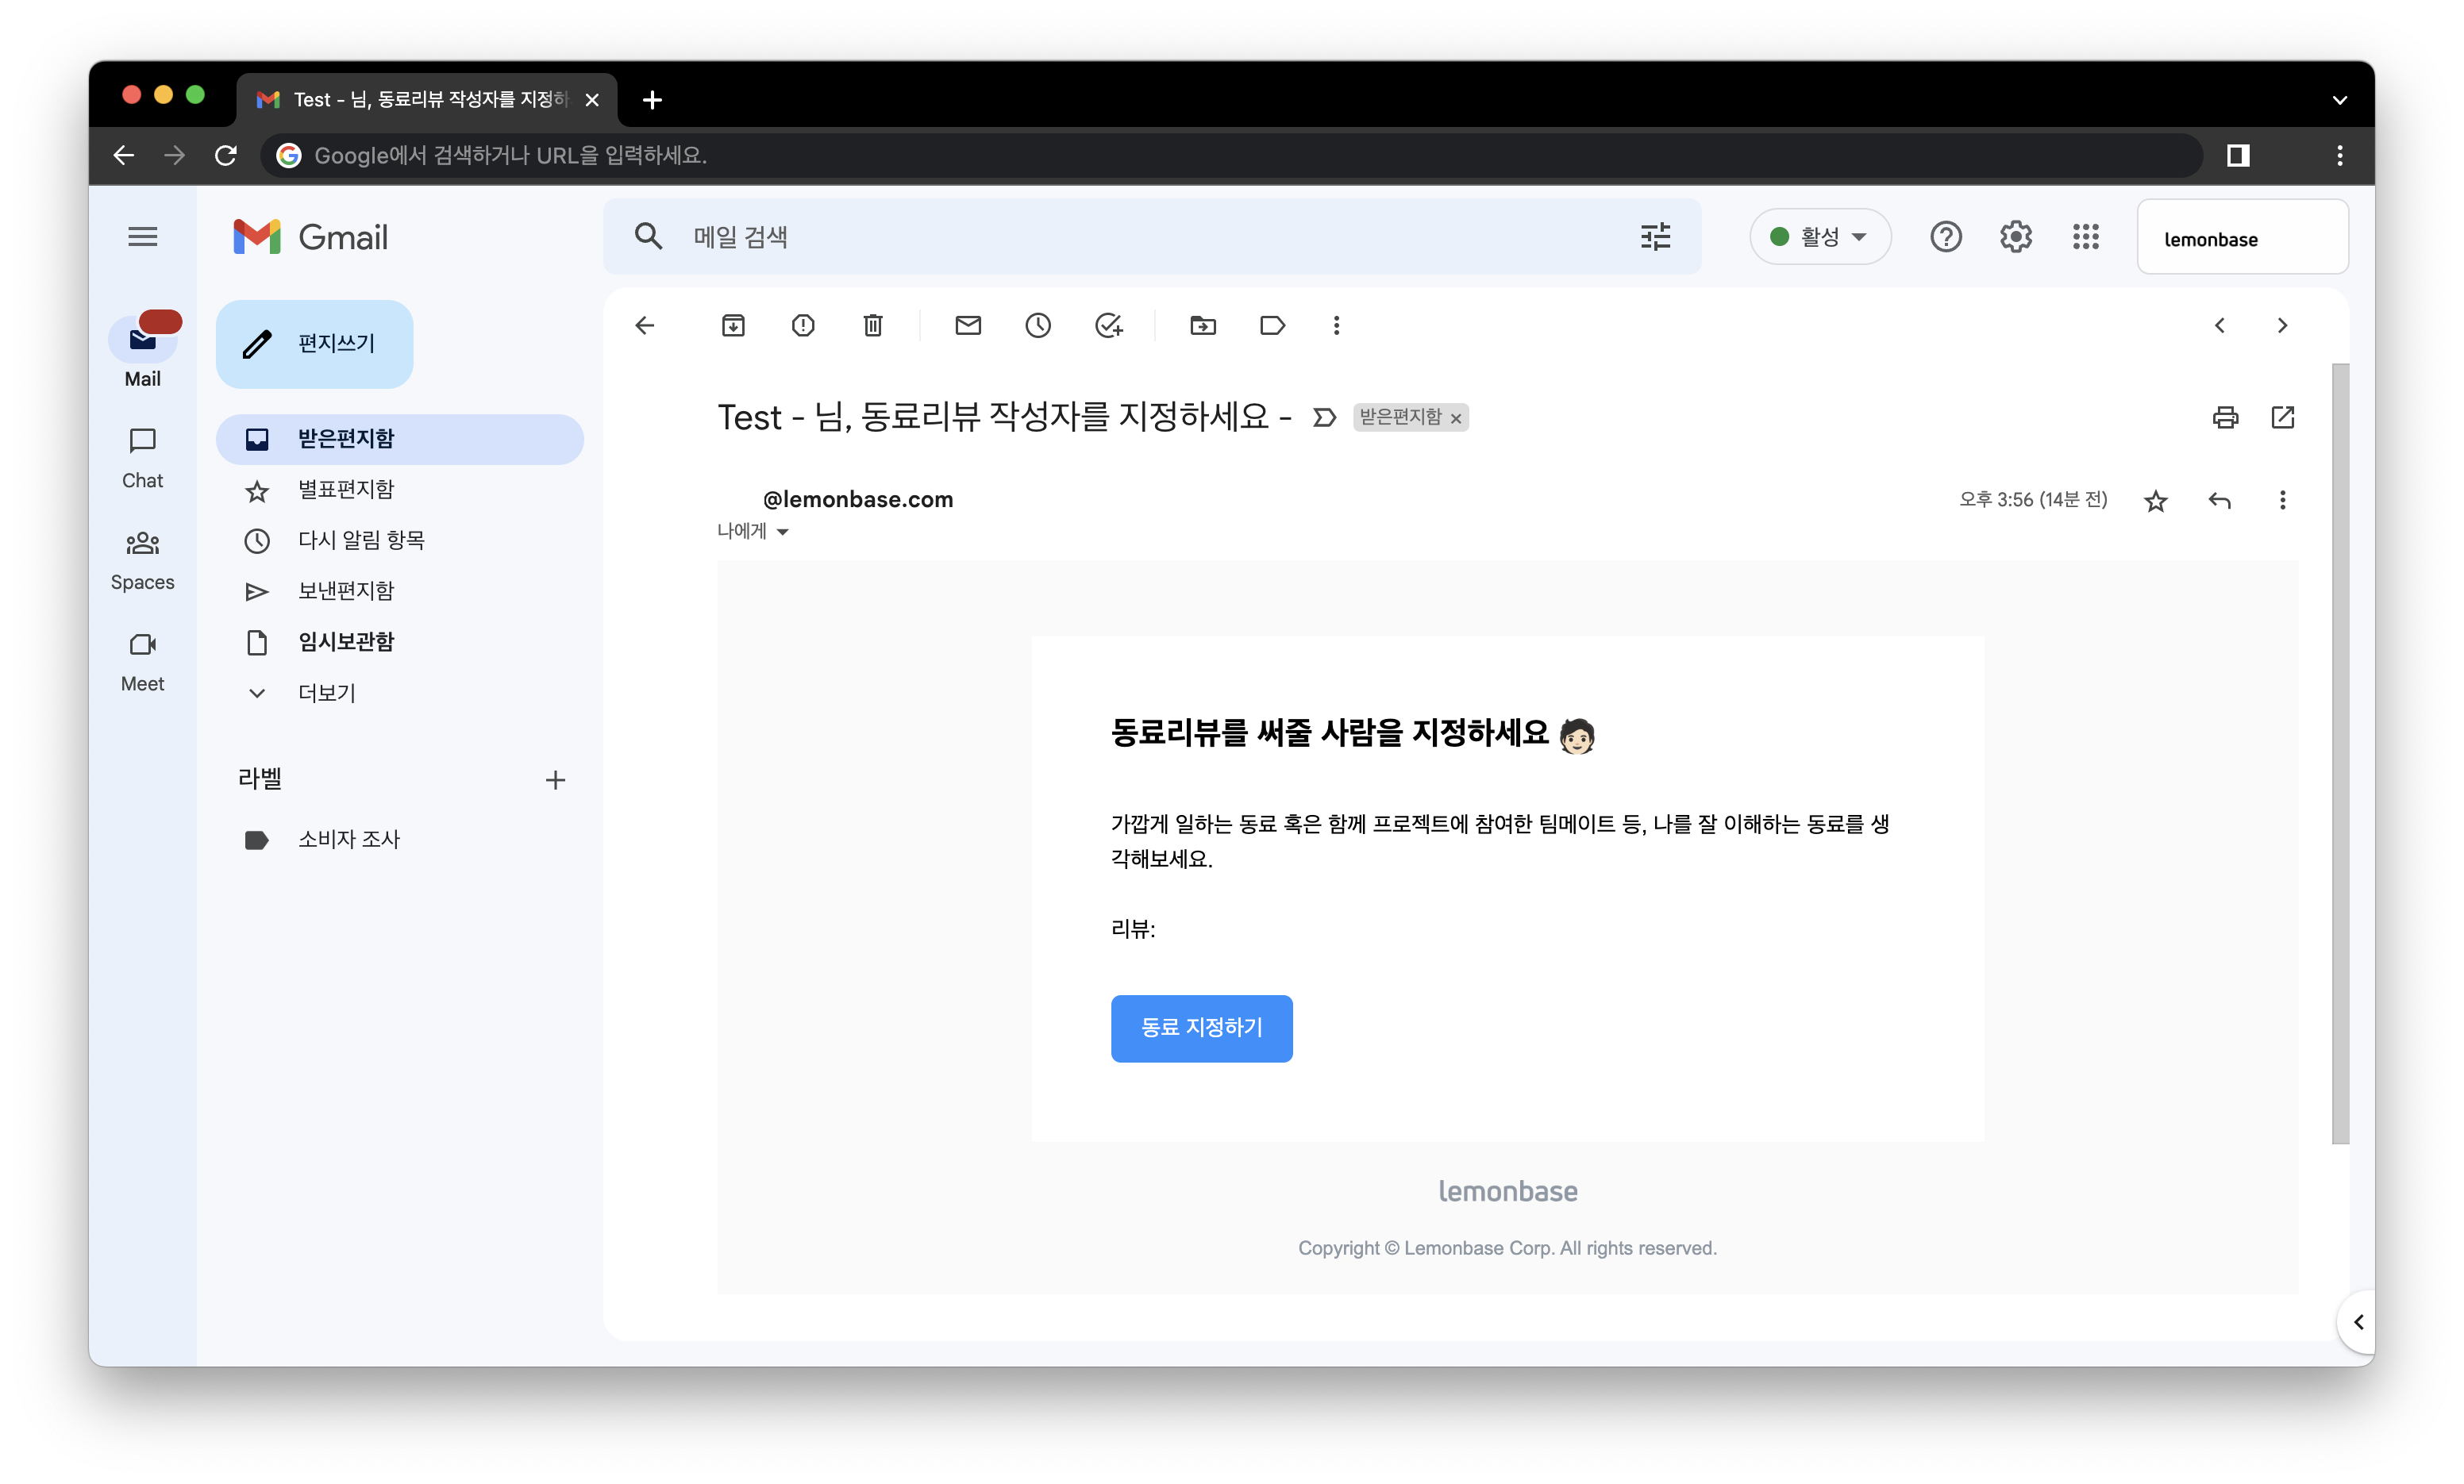 Test - 님, 동료리뷰 작성자를 지정하
Google에서 검색하거나 URL을 입력하세요.
Gmail
메일 검색
활성
lemonbase
Mail
Chat
Spaces
Meet
편지쓰기
받은편지함
별표편지함
다시 알림 항목
보낸편지함
임시보관함
더보기
라벨
소비자 조사
Test - 님, 동료리뷰 작성자를 지정하세요 -
받은편지함
@lemonbase.com
오후 3:56 (14분 전)
나에게
동료리뷰를 써줄 사람을 지정하세요 🧑🏻
가깝게 일하는 동료 혹은 함께 프로젝트에 참여한 팀메이트 등, 나를 잘 이해하는 동료를 생
각해보세요.
리뷰:
동료 지정하기
lemonbase
Copyright © Lemonbase Corp. All rights reserved.